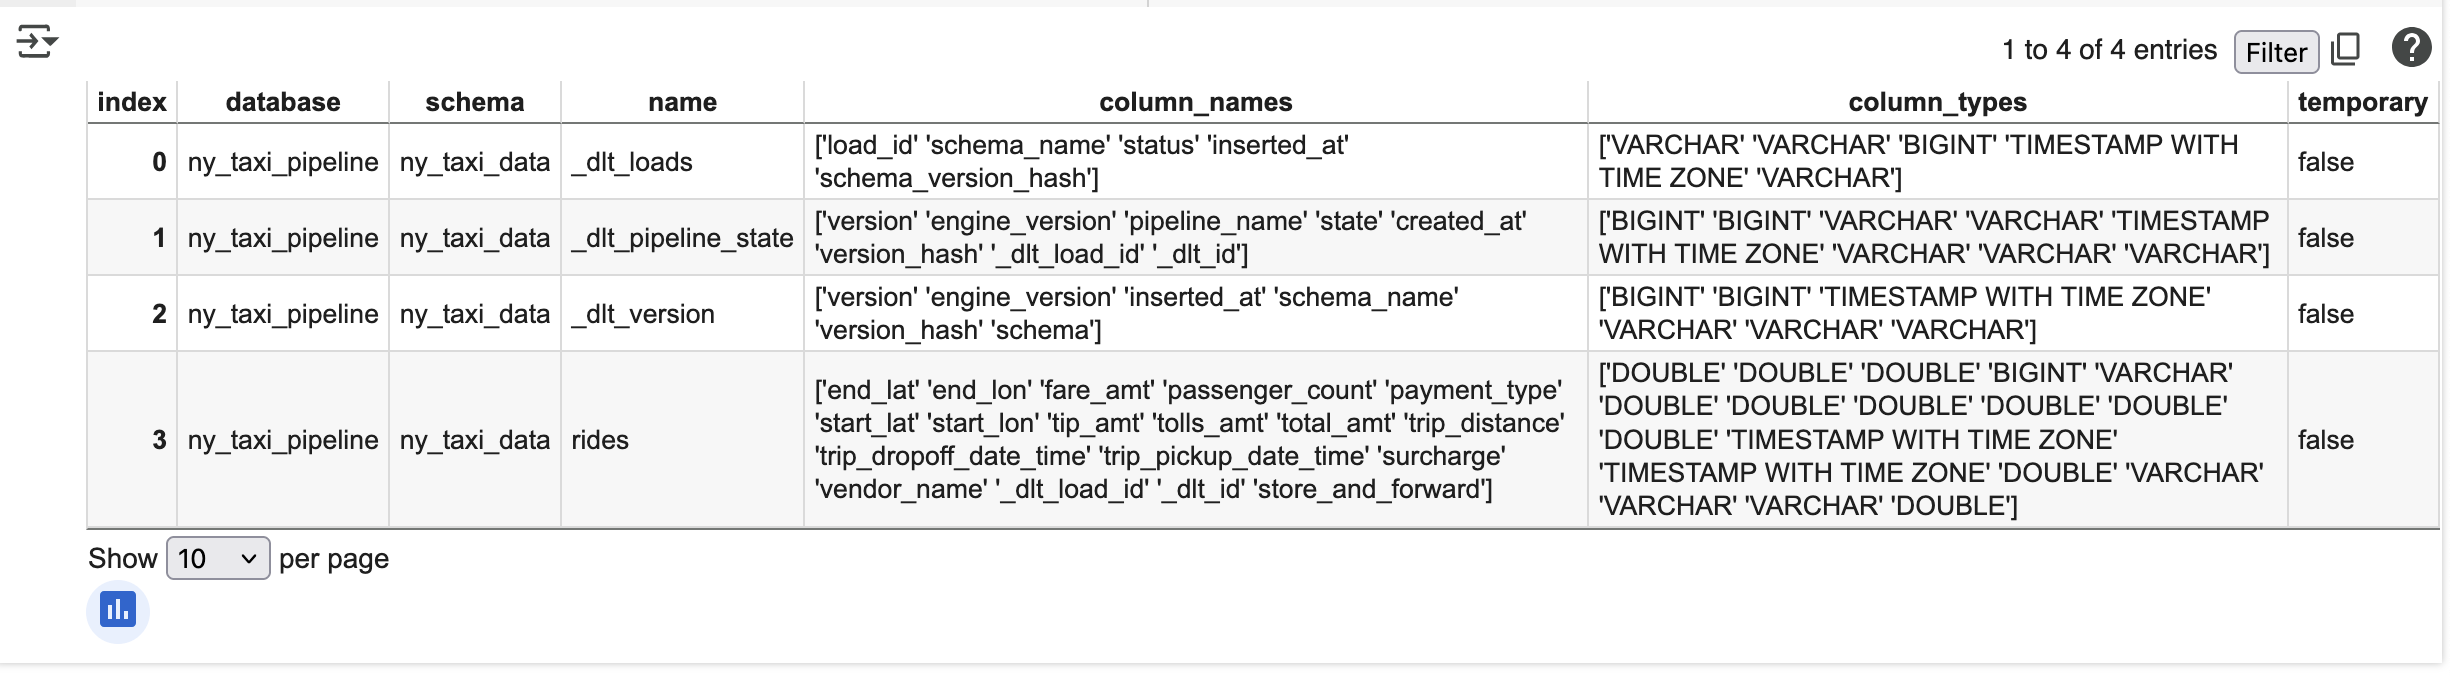 1 to 4 of 4 entries Filter
index database schema name column_names column_types temporary
0 ny_taxi_pipeline ny_taxi_data _dlt_loads ['load_id' 'schema_name' 'status' 'inserted_at'
'schema_version_hash'] ['VARCHAR' 'VARCHAR' 'BIGINT' 'TIMESTAMP WITH
TIME ZONE' 'VARCHAR'] false
1 ny_taxi_pipeline ny_taxi_data _dlt_pipeline_state ['version' 'engine_version' 'pipeline_name' 'state' 'created_at'
'version_hash' '_dlt_load_id' '_dlt_id'] ['BIGINT' 'BIGINT' 'VARCHAR' 'VARCHAR' 'TIMESTAMP
WITH TIME ZONE' 'VARCHAR' 'VARCHAR' 'VARCHAR'] false
2 ny_taxi_pipeline ny_taxi_data _dlt_version ['version' 'engine_version' 'inserted_at' 'schema_name'
'version_hash' 'schema'] ['BIGINT' 'BIGINT' 'TIMESTAMP WITH TIME ZONE'
'VARCHAR' 'VARCHAR' 'VARCHAR'] false
3 ny_taxi_pipeline ny_taxi_data rides ['end_lat' 'end_lon' 'fare_amt' 'passenger_count' 'payment_type'
'start_lat' 'start_lon' 'tip_amt' 'tolls_amt' 'total_amt' 'trip_distance'
'trip_dropoff_date_time' 'trip_pickup_date_time' 'surcharge'
'vendor_name' '_dlt_load_id' '_dlt_id' 'store_and_forward'] ['DOUBLE' 'DOUBLE' 'DOUBLE' 'BIGINT' 'VARCHAR'
'DOUBLE' 'DOUBLE' 'DOUBLE' 'DOUBLE' 'DOUBLE'
'DOUBLE' 'TIMESTAMP WITH TIME ZONE'
'TIMESTAMP WITH TIME ZONE' 'DOUBLE' 'VARCHAR'
'VARCHAR' 'VARCHAR' 'DOUBLE'] false
Show 10 per page